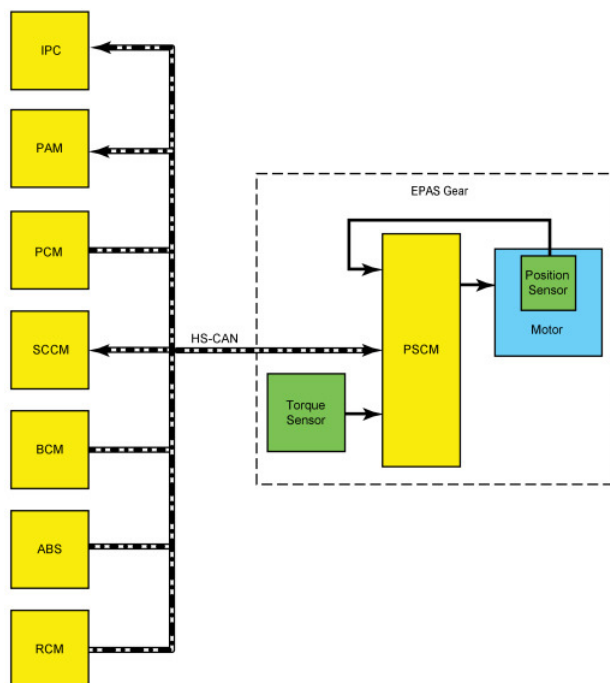 IPC
PAM
PCM
SCCM
BCM
ABS
RCM
HS-CAN
EPAS Gear
PSCM
Position
Sensor
Motor
Torque
Sensor